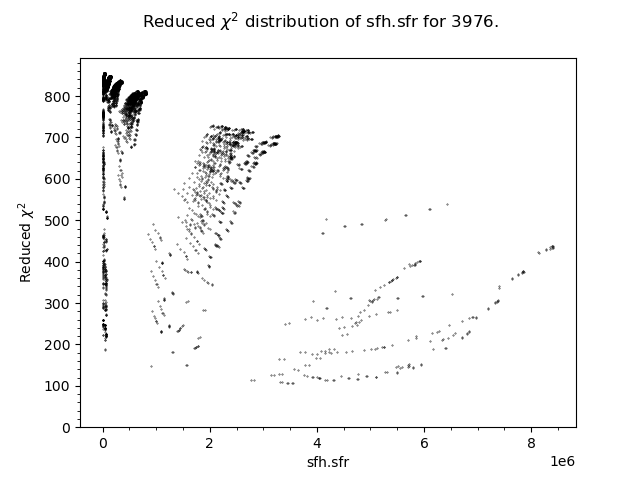 Reduced χ² distribution of sfh.sfr for 3976.
800
700
600
500
400
300
200
100
0
Reduced χ²
0 2 4 6 8
1e6
sfh.sfr